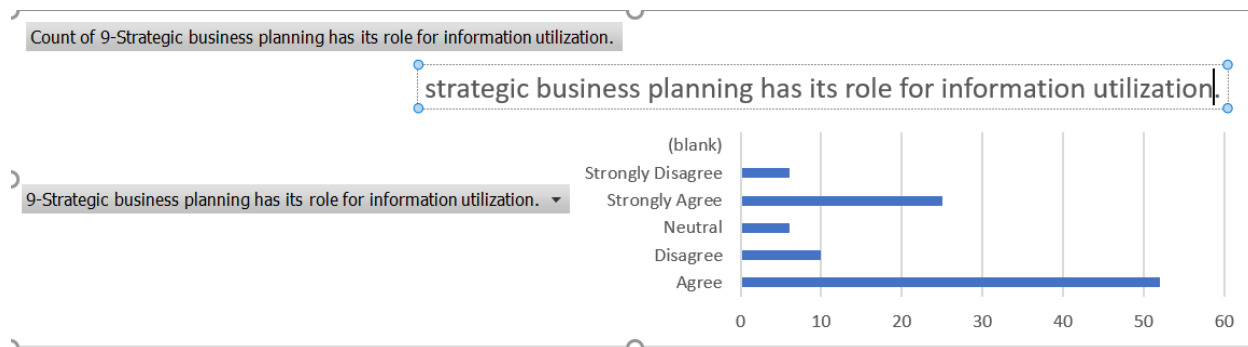 Count of 9-Strategic business planning has its role for information utilization.
strategic business planning has its role for information utilization.
(blank)
Strongly Disagree
9-Strategic business planning has its role for information utilization.
Strongly Agree
Neutral
Disagree
Agree
0 10 20 30 40 50 60